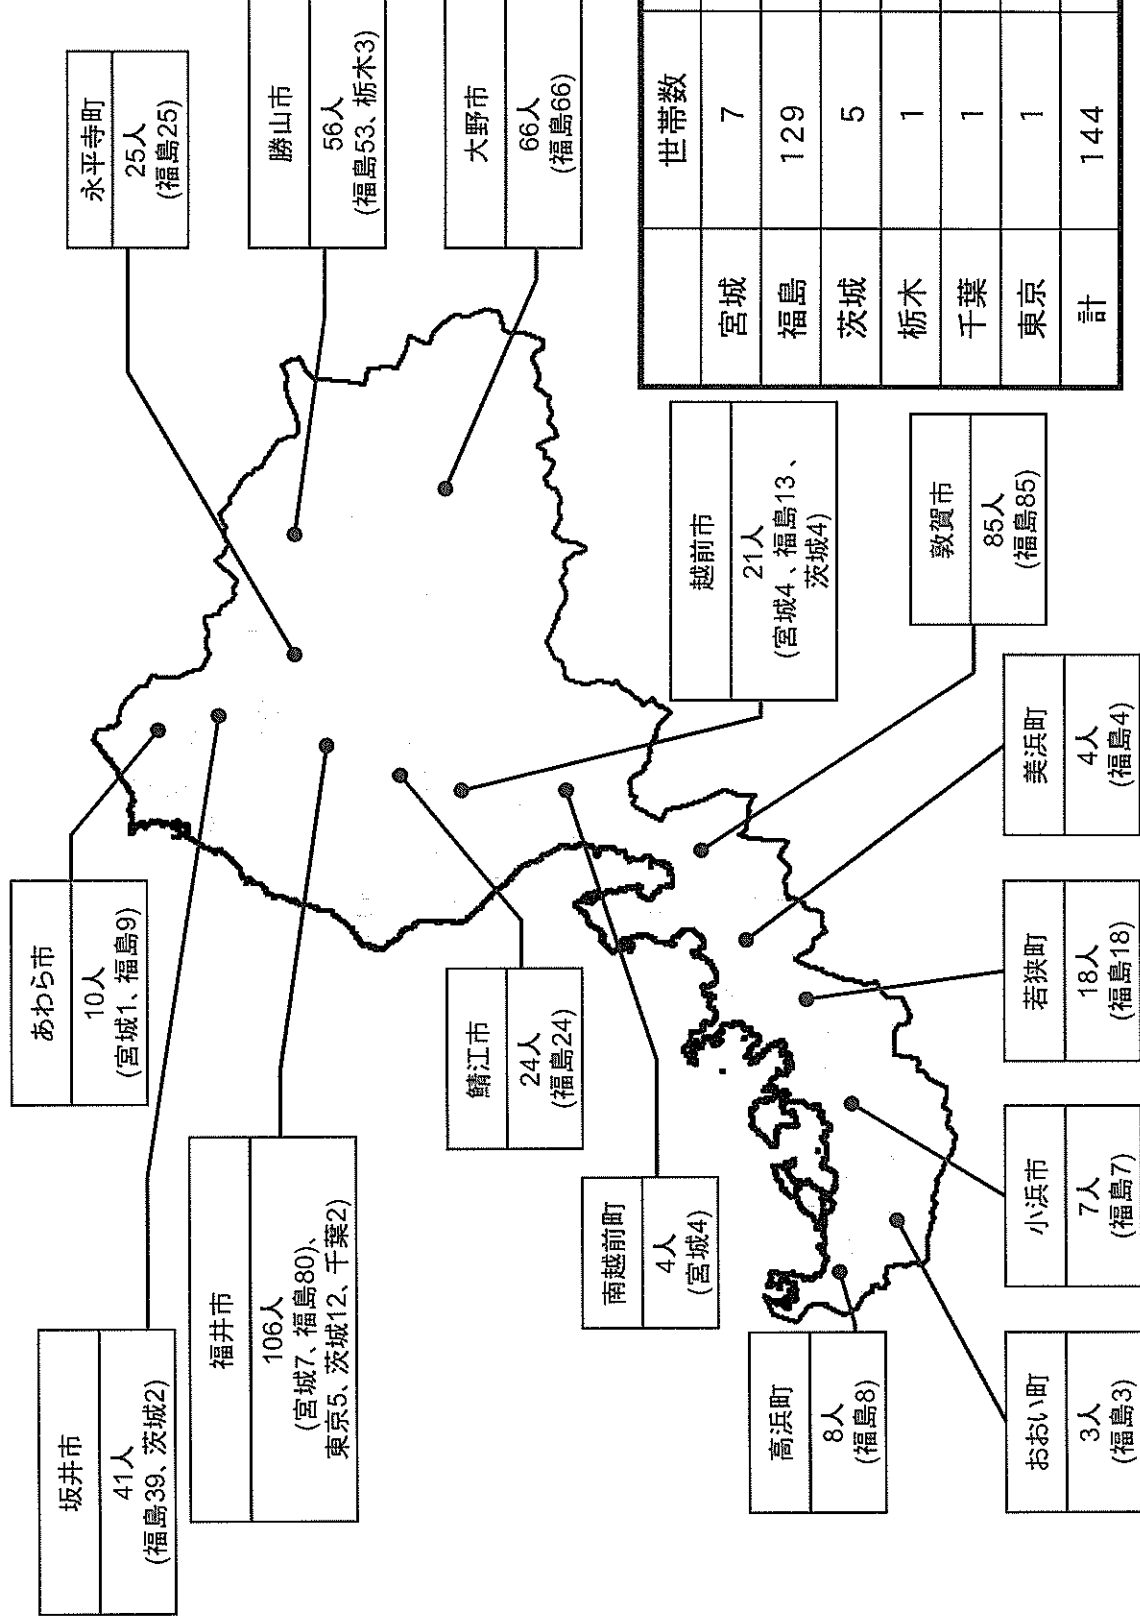 坂井市
41人
(福島39、茨城2)
あわら市
10人
(宮城1、福島9)
永平寺町
25人
(福島25)
福井市
106人
(宮城7、福島80)、
東京5、茨城12、千葉2)
勝山市
56人
(福島53、栃木3)
鯖江市
24人
(福島24)
大野市
66人
(福島66)
南越前町
4人
(宮城4)
越前市
21人
(宮城4、福島13、
茨城4)
高浜町
8人
(福島8)
敦賀市
85人
(福島85)
おおい町
3人
(福島3)
小浜市
7人
(福島7)
若狭町
18人
(福島18)
美浜町
4人
(福島4)
世帯数
宮城 7
福島 129
茨城 5
栃木 1
千葉 1
東京 1
計 144